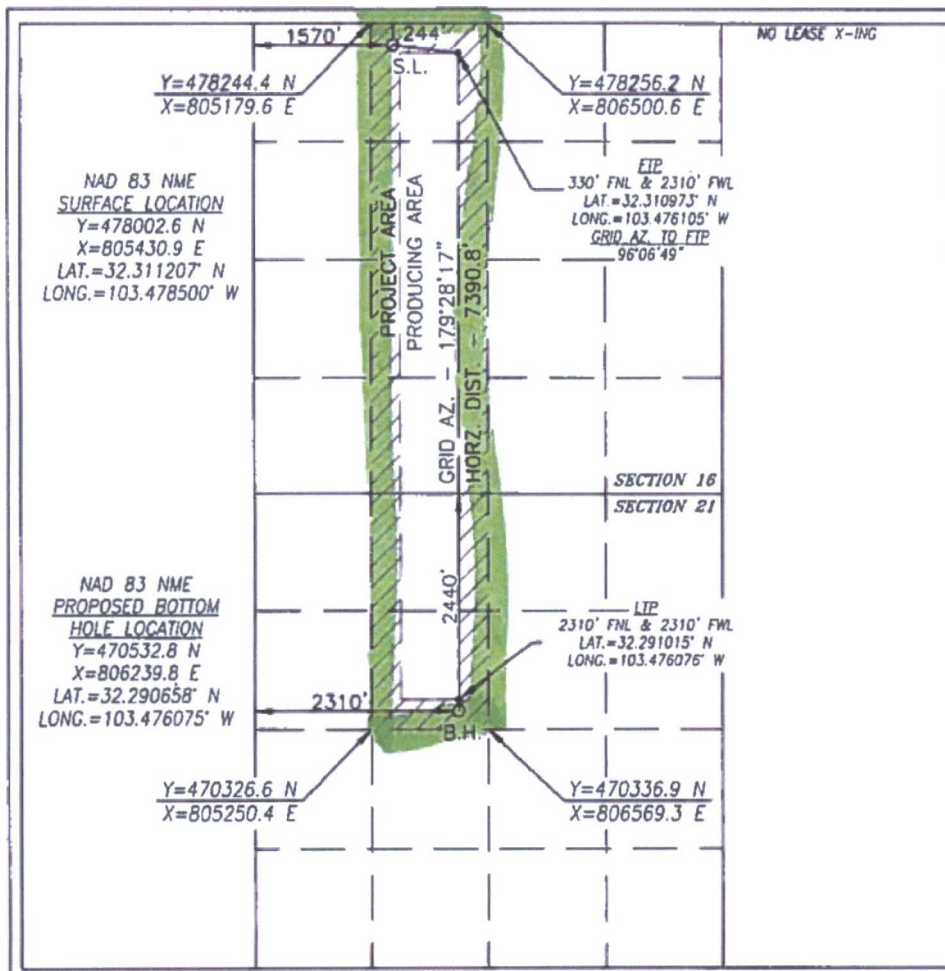 NO LEASE X-ING
1570'
244'
S.L.
Y=478244.4 N
X=805179.6 E
Y=478256.2 N
X=806500.6 E
FTP
330' FNL & 2310' FWL
LAT.=32.310973° N
LONG.=103.476105° W
GRID AZ. TO FTP
96°06'49"
NAD 83 NME
SURFACE LOCATION
Y=478002.6 N
X=805430.9 E
LAT.=32.311207° N
LONG.=103.478500° W
PROJECT AREA
PRODUCING AREA
GRID AZ. - 179°28'17"
HORZ. DIST. - 7390.8'
SECTION 16
SECTION 21
NAD 83 NME
PROPOSED BOTTOM
HOLE LOCATION
Y=470532.8 N
X=806239.8 E
LAT.=32.290658° N
LONG.=103.476075° W
2440'
LTP
2310' FNL & 2310' FWL
LAT.=32.291015° N
LONG.=103.476076° W
2310'
B.H.
Y=470326.6 N
X=805250.4 E
Y=470336.9 N
X=806569.3 E